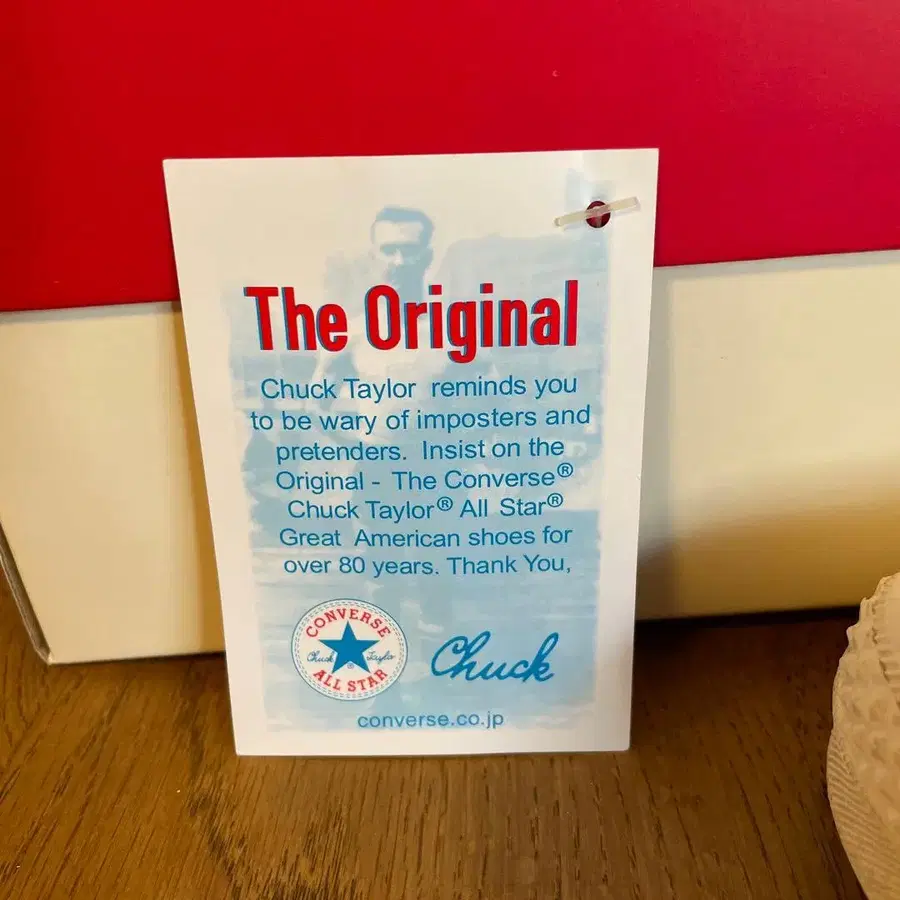 The Original
Chuck Taylor reminds you
to be wary of imposters and
pretenders. Insist on the
Original - The Converse®
Chuck Taylor® All Star®
Great American shoes for
over 80 years. Thank You,
CONVERSE
Chuck Taylor
®
ALL STAR
Chuck
converse.co.jp